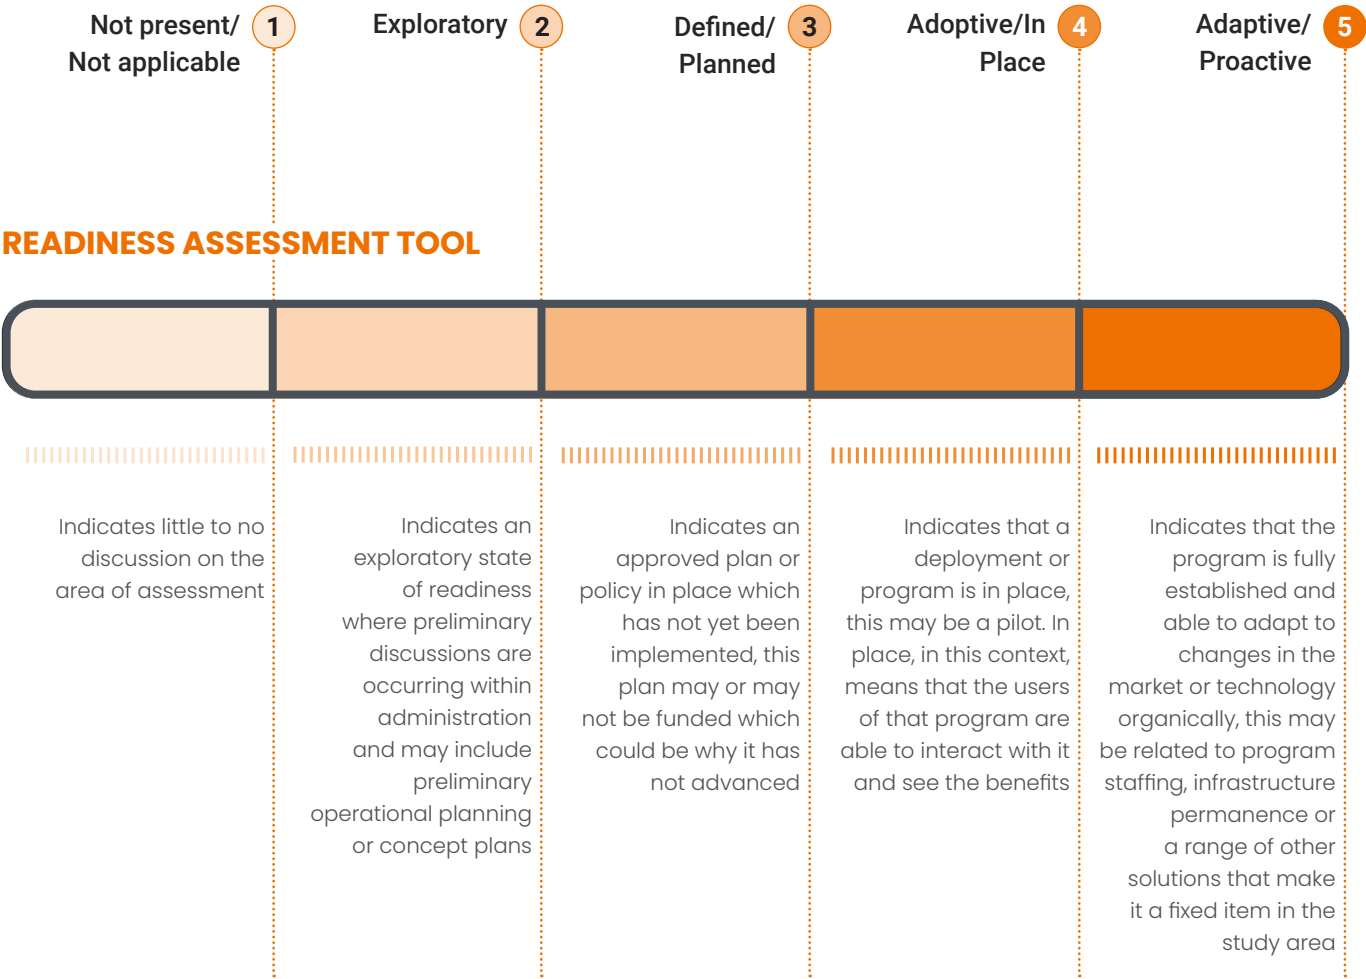 Not present/
Not applicable
1
Exploratory
2
Defined/
Planned
3
Adoptive/In
Place
4
Adaptive/
Proactive
5
READINESS ASSESSMENT TOOL
Indicates little to no
discussion on the
area of assessment
Indicates an
exploratory state
of readiness
where preliminary
discussions are
occurring within
administration
and may include
preliminary
operational planning
or concept plans
Indicates an
approved plan or
policy in place which
has not yet been
implemented, this
plan may or may
not be funded which
could be why it has
not advanced
Indicates that a
deployment or
program is in place,
this may be a pilot. In
place, in this context,
means that the users
of that program are
able to interact with it
and see the benefits
Indicates that the
program is fully
established and
able to adapt to
changes in the
market or technology
organically, this may
be related to program
staffing, infrastructure
permanence or
a range of other
solutions that make
it a fixed item in the
study area